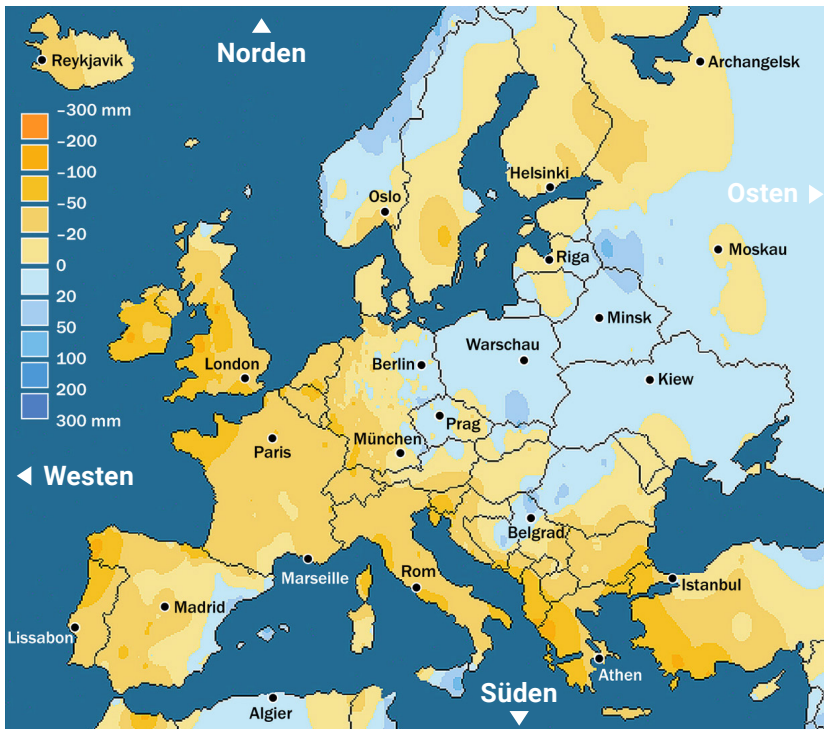 Norden
Reykjavik
Archangelsk
–300 mm
–200
–100
–50
–20
0
20
50
100
200
300 mm
Helsinki
Oslo
Osten
Moskau
Riga
Minsk
Warschau
London
Berlin
Kiew
Prag
Paris
München
Westen
Belgrad
Marseille
Rom
Istanbul
Madrid
Lissabon
Athen
Süden
Algier